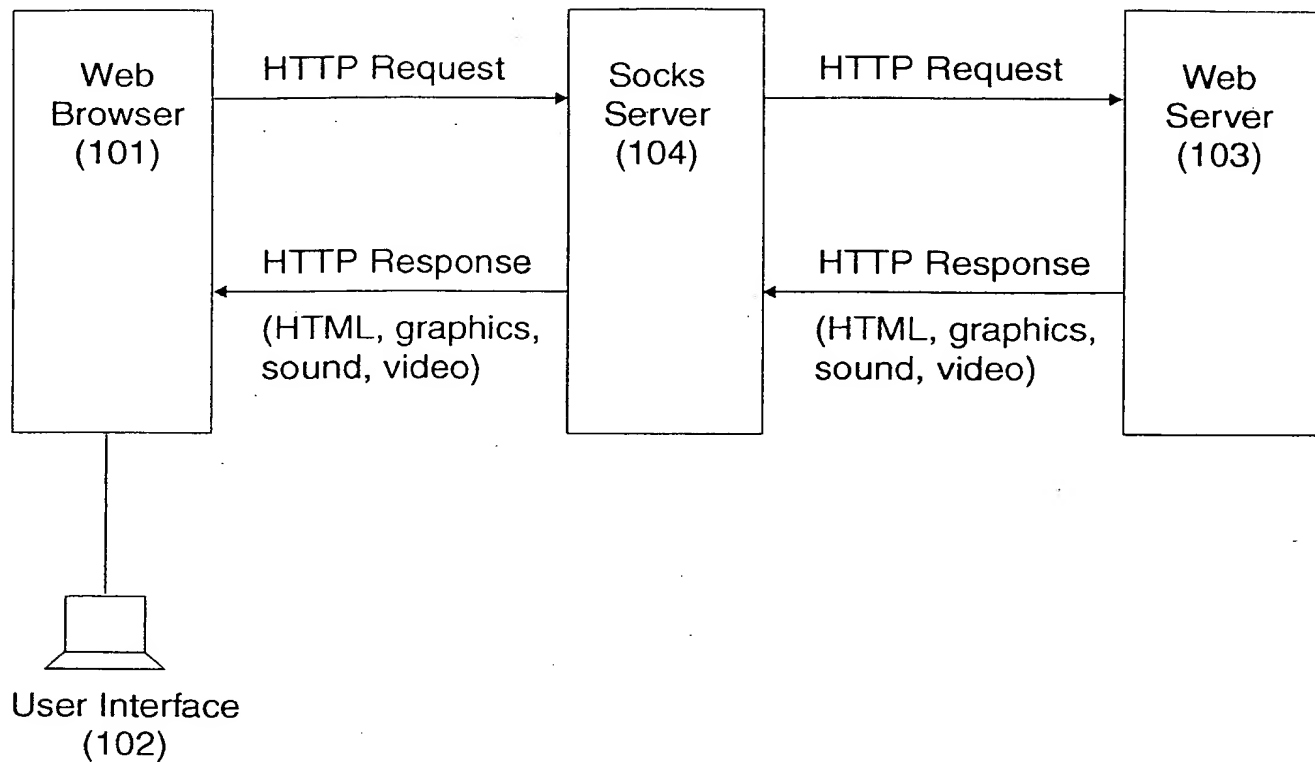 Web
Browser
(101)
HTTP Request
Socks
Server
(104)
HTTP Request
Web
Server
(103)
HTTP Response
(HTML, graphics,
sound, video)
HTTP Response
(HTML, graphics,
sound, video)
User Interface
(102)